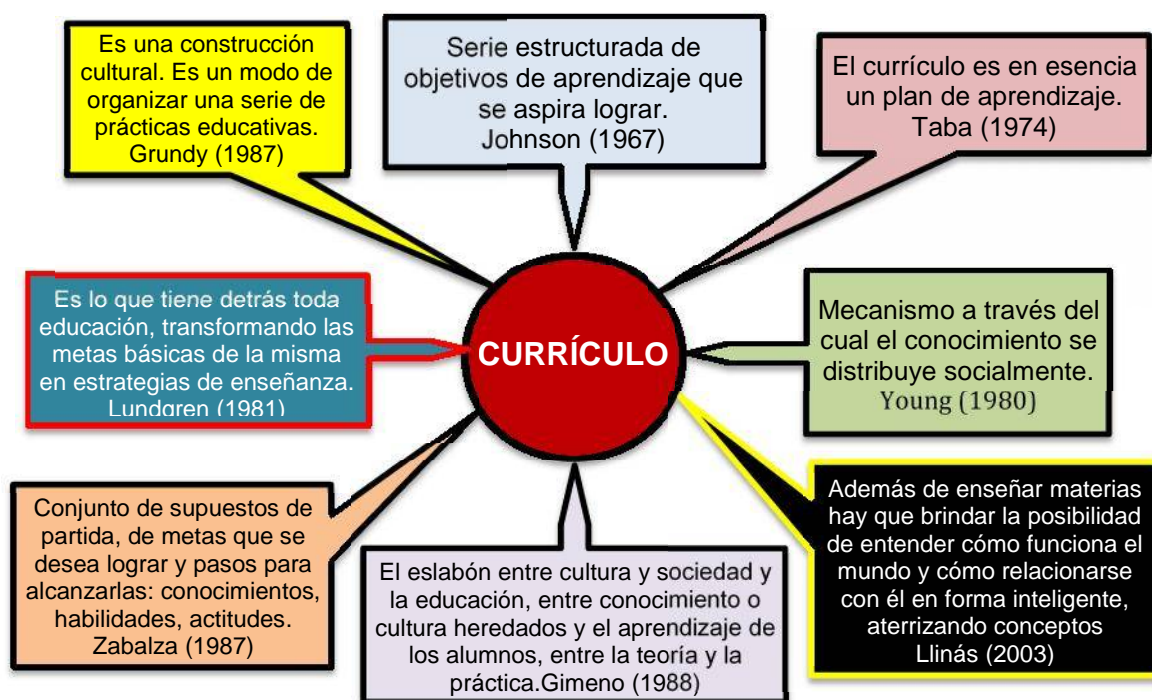 Es una construcción
cultural. Es un modo de
organizar una serie de
prácticas educativas.
Grundy (1987)
Serie estructurada de
objetivos de aprendizaje que
se aspira lograr.
Johnson (1967)
El currículo es en esencia
un plan de aprendizaje.
Taba (1974)
Es lo que tiene detrás toda
educación, transformando las
metas básicas de la misma
en estrategias de enseñanza.
Lundgren (1981)
CURRÍCULO
Mecanismo a través del
cual el conocimiento se
distribuye socialmente.
Young (1980)
Conjunto de supuestos de
partida, de metas que se
desea lograr y pasos para
alcanzarlas: conocimientos,
habilidades, actitudes.
Zabalza (1987)
El eslabón entre cultura y sociedad y
la educación, entre conocimiento o
cultura heredados y el aprendizaje de
los alumnos, entre la teoría y la
práctica.Gimeno (1988)
Además de enseñar materias
hay que brindar la posibilidad
de entender cómo funciona el
mundo y cómo relacionarse
con él en forma inteligente,
aterrizando conceptos
Llinás (2003)